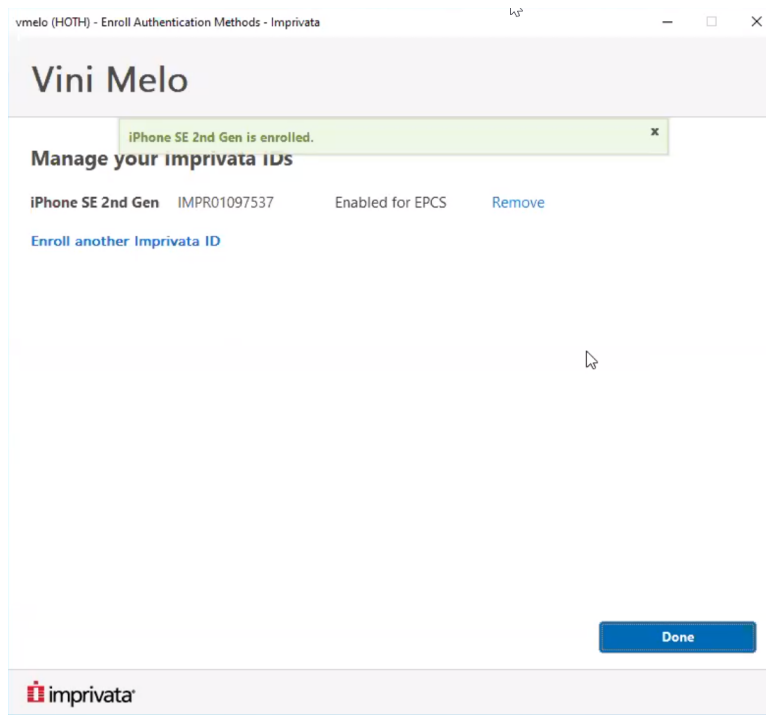 vmelo (HOTH) - Enroll Authentication Methods - Imprivata
Vini Melo
iPhone SE 2nd Gen is enrolled.
x
Manage your Imprivata IDs
iPhone SE 2nd Gen IMPR01097537 Enabled for EPCS Remove
Enroll another Imprivata ID
Done
imprivata